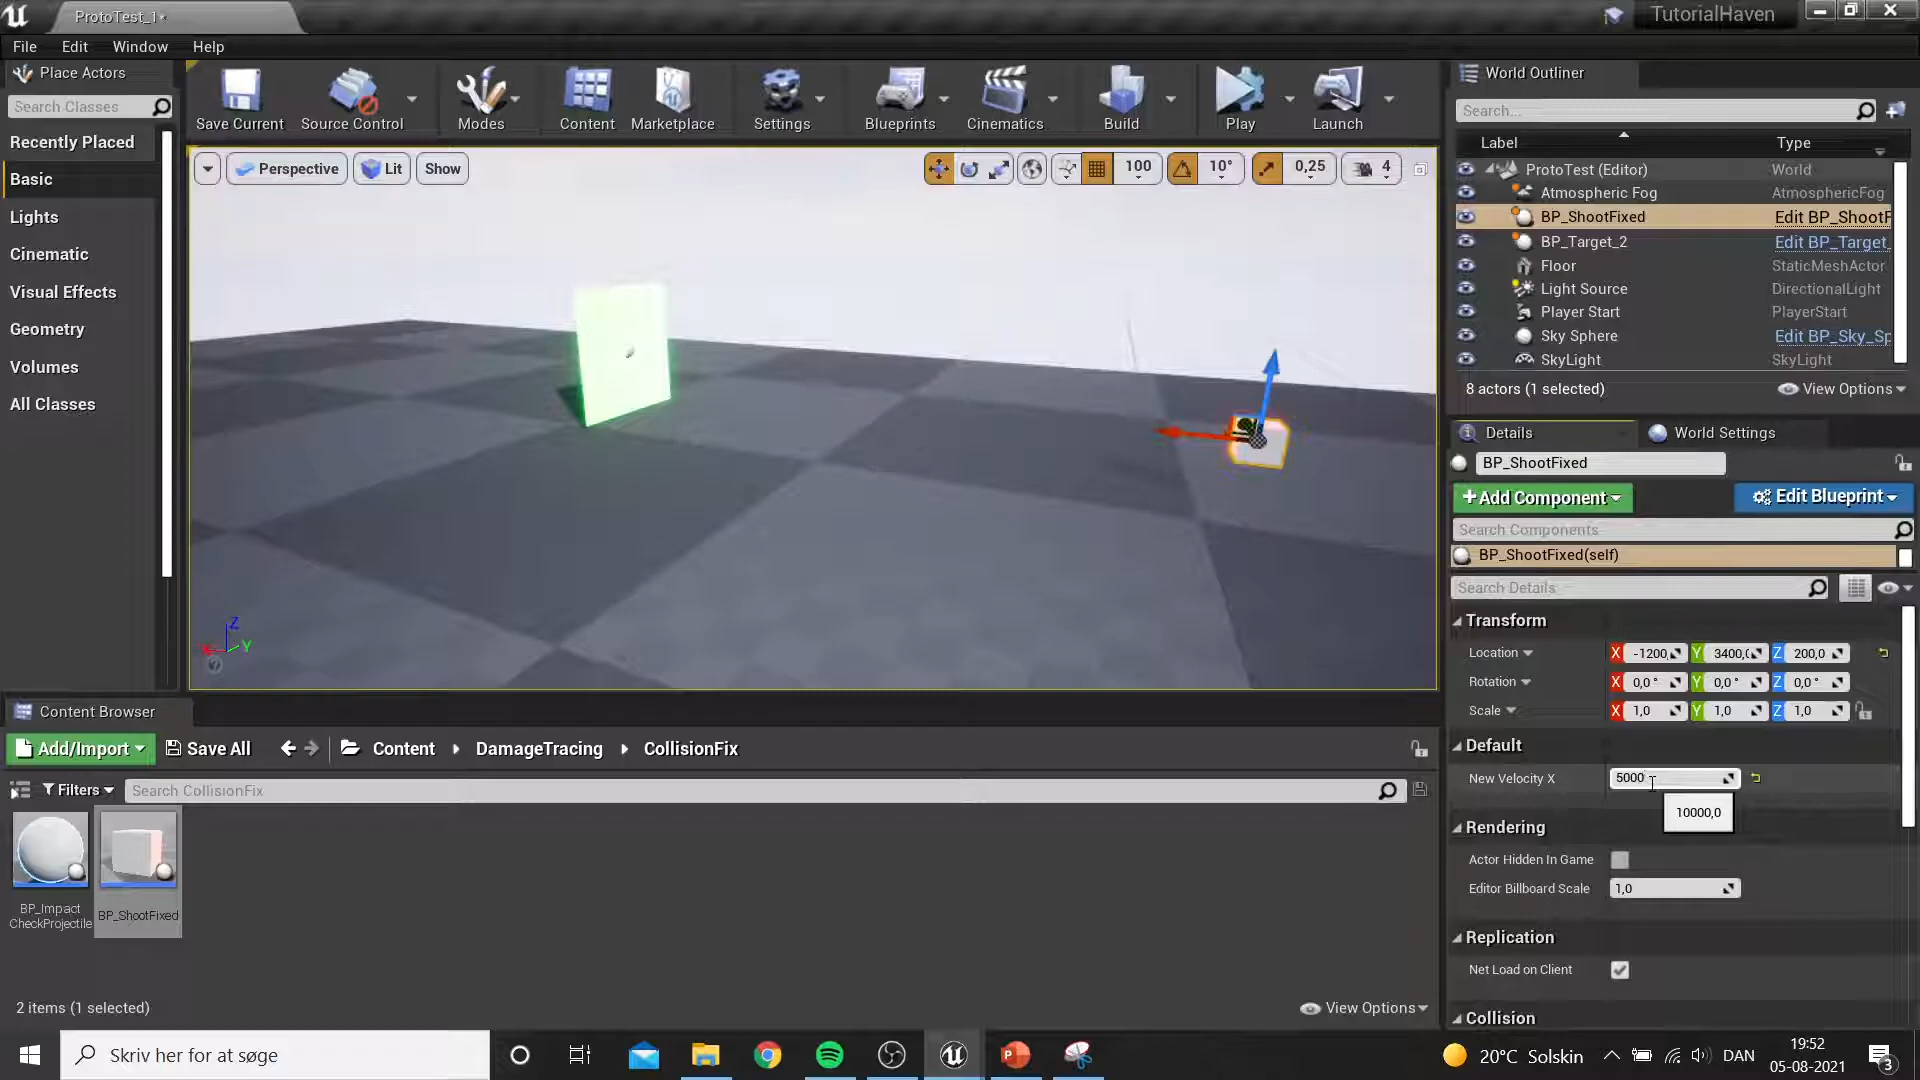 ProtoTest_1*
TutorialHaven
File Edit Window Help
Place Actors
Search Classes
Recently Placed
Basic
Lights
Cinematic
Visual Effects
Geometry
Volumes
All Classes
Save Current
Source Control
Modes
Content
Marketplace
Settings
Blueprints
Cinematics
Build
Play
Launch
Perspective
Lit
Show
100
10°
0,25
4
Z
Y
World Outliner
Search...
Label Type
ProtoTest (Editor) World
Atmospheric Fog AtmosphericFog
BP_ShootFixed Edit BP_ShootF
BP_Target_2 Edit BP_Target_
Floor StaticMeshActor
Light Source DirectionalLight
Player Start PlayerStart
Sky Sphere Edit BP_Sky_Sp
SkyLight SkyLight
8 actors (1 selected)
View Options
Details
World Settings
BP_ShootFixed
+Add Component
Edit Blueprint
Search Components
BP_ShootFixed(self)
Search Details
Transform
Location X -1200, Y 3400,( Z 200,0
Rotation X 0,0 ° Y 0,0 ° Z 0,0 °
Scale X 1,0 Y 1,0 Z 1,0
Default
New Velocity X 5000
10000,0
Rendering
Actor Hidden In Game
Editor Billboard Scale 1,0
Replication
Net Load on Client
Collision
Content Browser
Add/Import
Save All
Content
DamageTracing
CollisionFix
Filters
Search CollisionFix
BP_Impact
CheckProjectile
BP_ShootFixed
2 items (1 selected)
View Options
Skriv her for at søge
20°C Solskin
DAN
19:52
05-08-2021
3